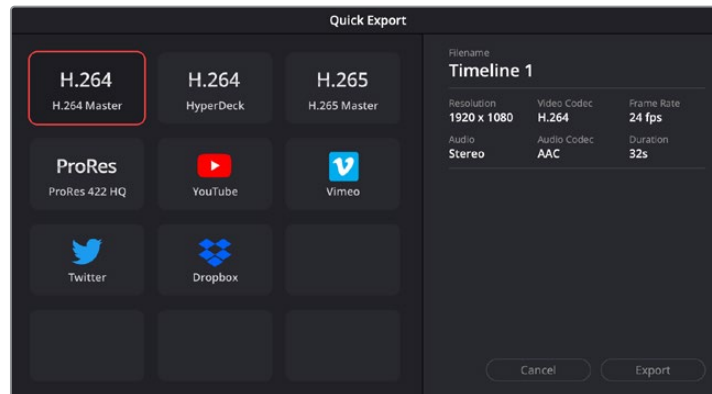 Quick Export
H.264
H.264 Master
H.264
HyperDeck
H.265
H.265 Master
ProRes
ProRes 422 HQ
YouTube
Vimeo
Twitter
Dropbox
Filename
Timeline 1
Resolution Video Codec Frame Rate
1920 x 1080 H.264 24 fps
Audio Audio Codec Duration
Stereo AAC 32s
Cancel Export